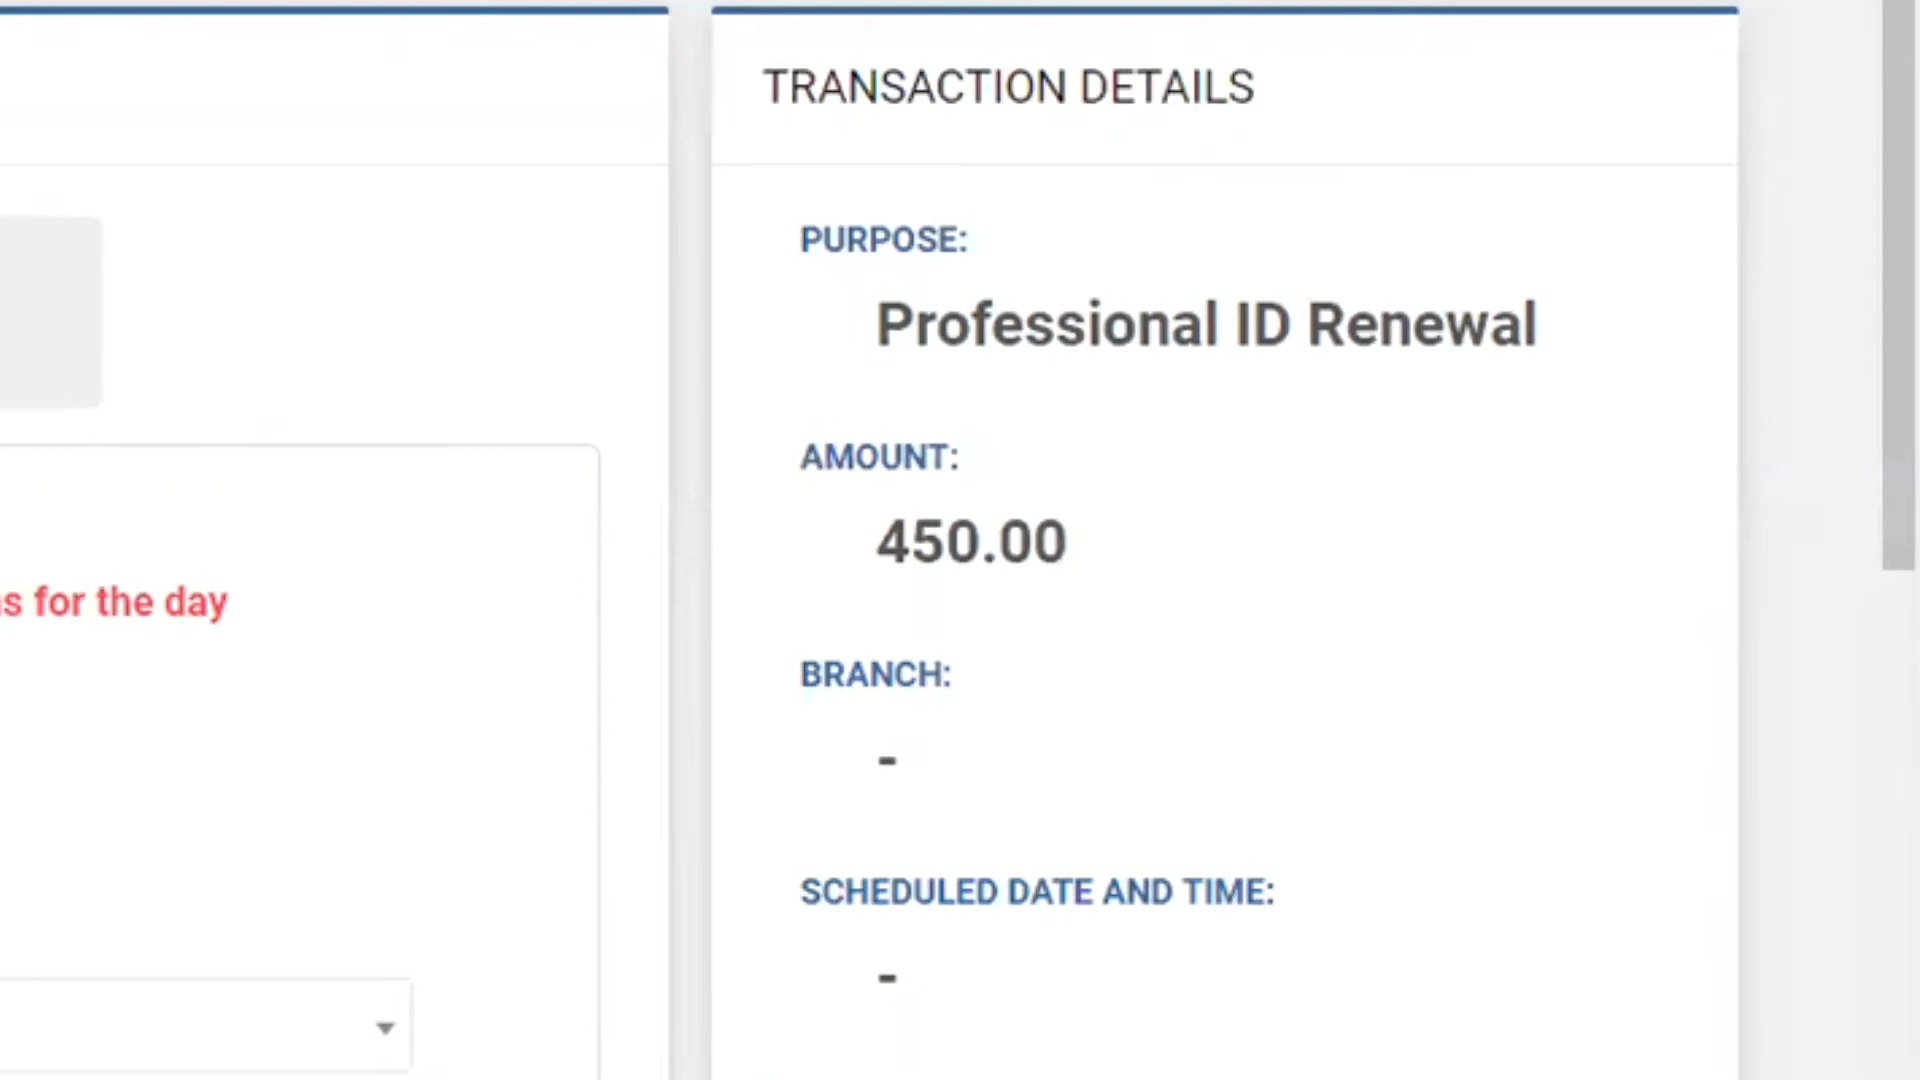 TRANSACTION DETAILS
PURPOSE:
Professional ID Renewal
AMOUNT:
450.00
for the day
BRANCH:
-
SCHEDULED DATE AND TIME:
-